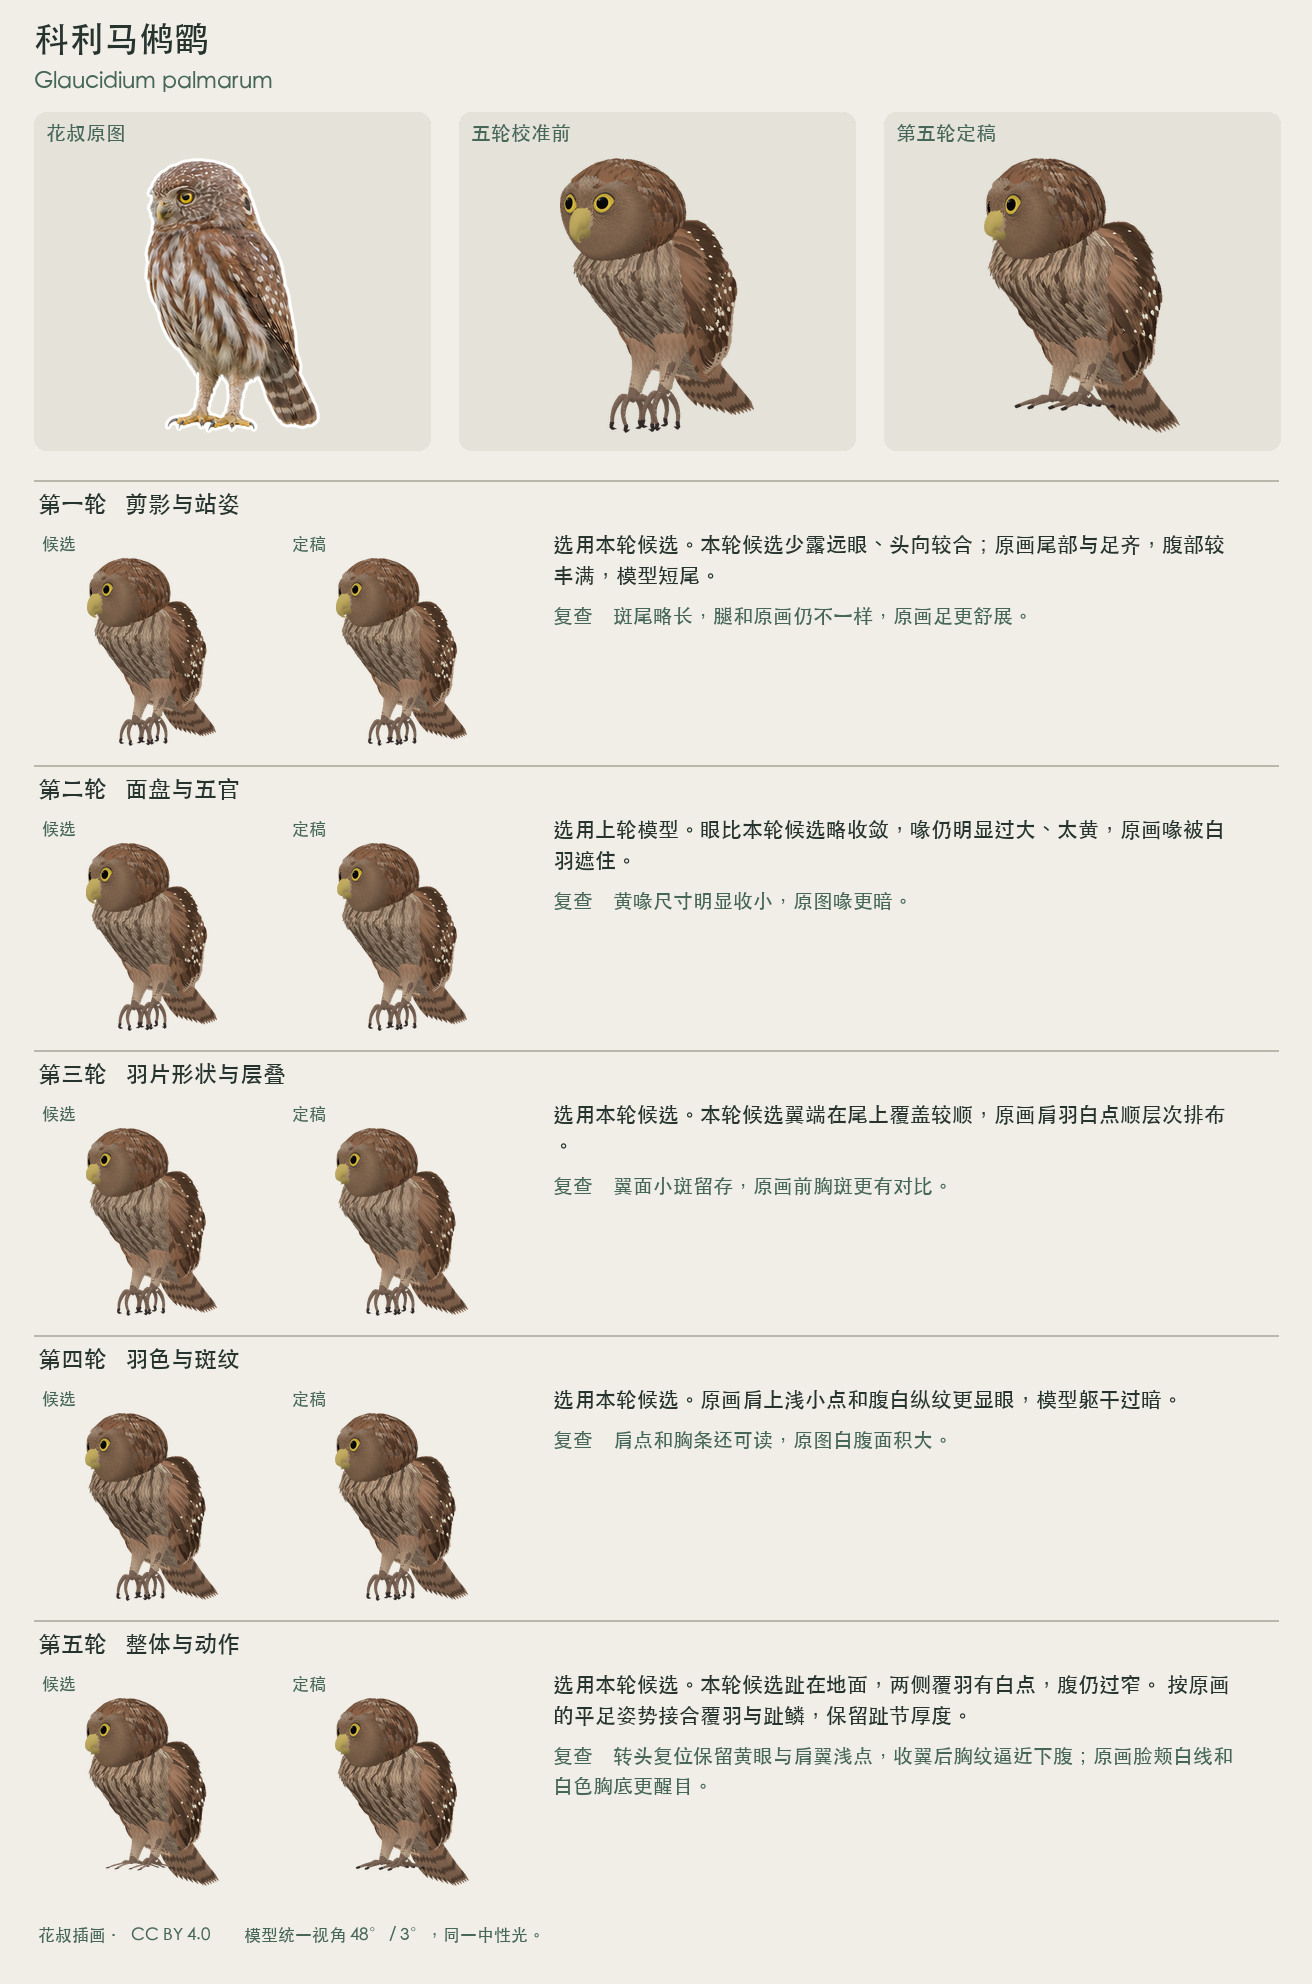 科利马鸺鹠
Glaucidium palmarum
花叔原图
五轮校准前
第五轮定稿
第一轮 剪影与站姿
候选
定稿
选用本轮候选。本轮候选少露远眼、头向较合；原画尾部与足齐，腹部较
丰满，模型短尾。
复查 斑尾略长，腿和原画仍不一样，原画足更舒展。
第二轮 面盘与五官
候选
定稿
选用上轮模型。眼比本轮候选略收敛，喙仍明显过大、太黄，原画喙被白
羽遮住。
复查 黄喙尺寸明显收小，原图喙更暗。
第三轮 羽片形状与层叠
候选
定稿
选用本轮候选。本轮候选翼端在尾上覆盖较顺，原画肩羽白点顺层次排布
。
复查 翼面小斑留存，原画前胸斑更有对比。
第四轮 羽色与斑纹
候选
定稿
选用本轮候选。原画肩上浅小点和腹白纵纹更显眼，模型躯干过暗。
复查 肩点和胸条还可读，原图白腹面积大。
第五轮 整体与动作
候选
定稿
选用本轮候选。本轮候选趾在地面，两侧覆羽有白点，腹仍过窄。 按原画
的平足姿势接合覆羽与趾鳞，保留趾节厚度。
复查 转头复位保留黄眼与肩翼浅点，收翼后胸纹逼近下腹；原画脸颊白线和
白色胸底更醒目。
花叔插画 · CC BY 4.0 模型统一视角 48° / 3° ，同一中性光。